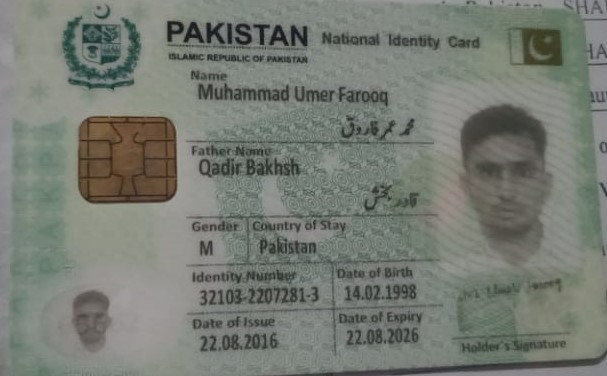 PAKISTAN National Identity Card
ISLAMIC REPUBLIC OF PAKISTAN
Name
Muhammad Umer Farooq
محمد عمر فاروق
Father Name
Qadir Bakhsh
قادر بخش
Gender Country of Stay
M Pakistan
Identity Number Date of Birth
32103-2207281-3 14.02.1998
Date of Issue Date of Expiry
22.08.2016 22.08.2026
Holder's Signature